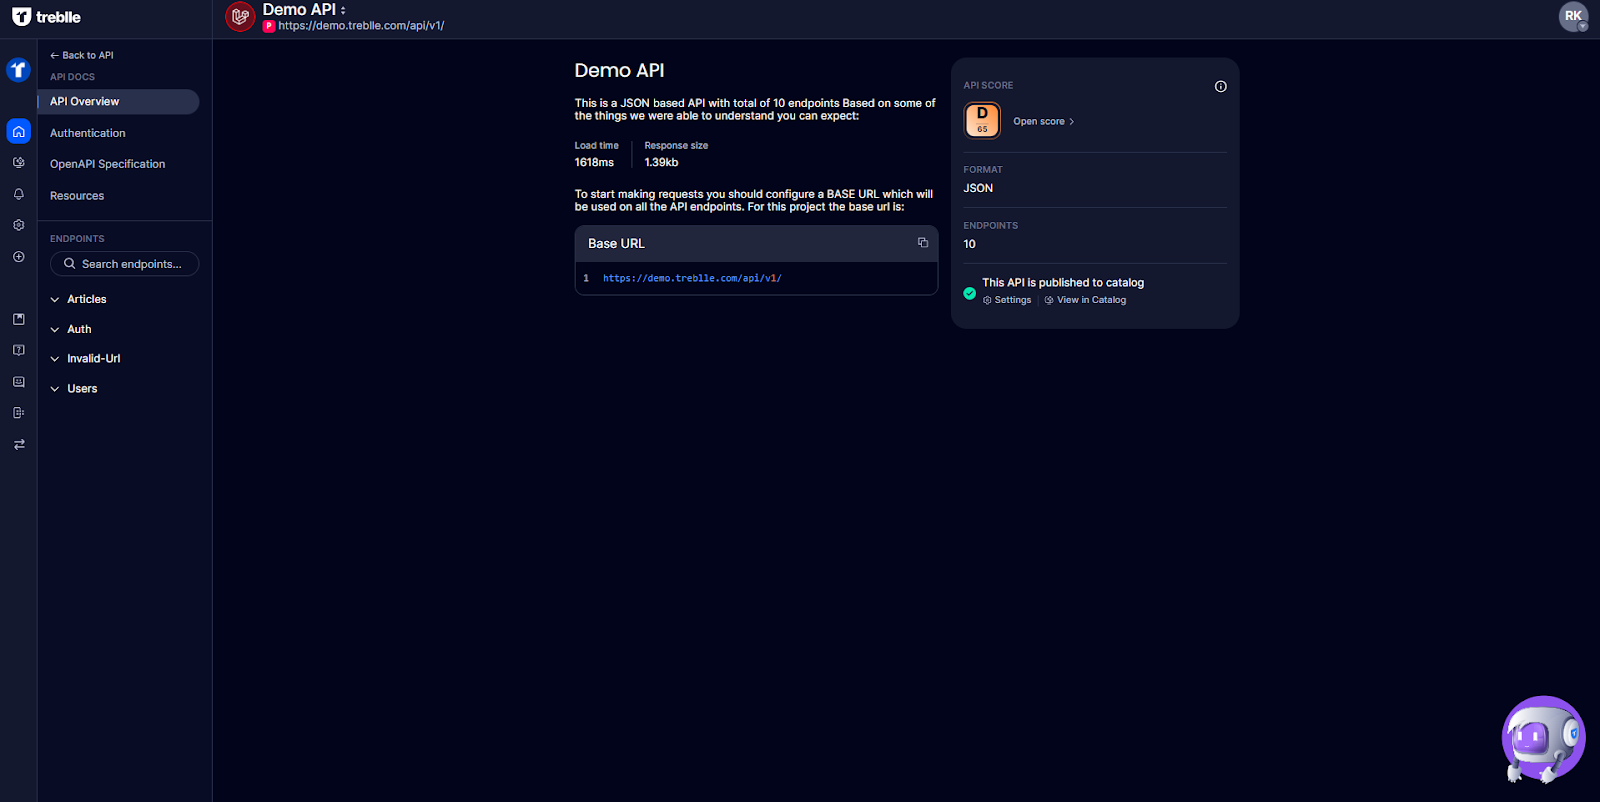 treblle
Demo API
P https://demo.treblle.com/api/v1/
RK
← Back to API
API DOCS
API Overview
Authentication
OpenAPI Specification
Resources
ENDPOINTS
Search endpoints...
Articles
Auth
Invalid-Url
Users
Demo API
This is a JSON based API with total of 10 endpoints Based on some of
the things we were able to understand you can expect:
Load time
1618ms
Response size
1.39kb
To start making requests you should configure a BASE URL which will
be used on all the API endpoints. For this project the base url is:
Base URL
1 https://demo.treblle.com/api/v1/
API SCORE
D
65
Open score >
FORMAT
JSON
ENDPOINTS
10
This API is published to catalog
Settings | View in Catalog